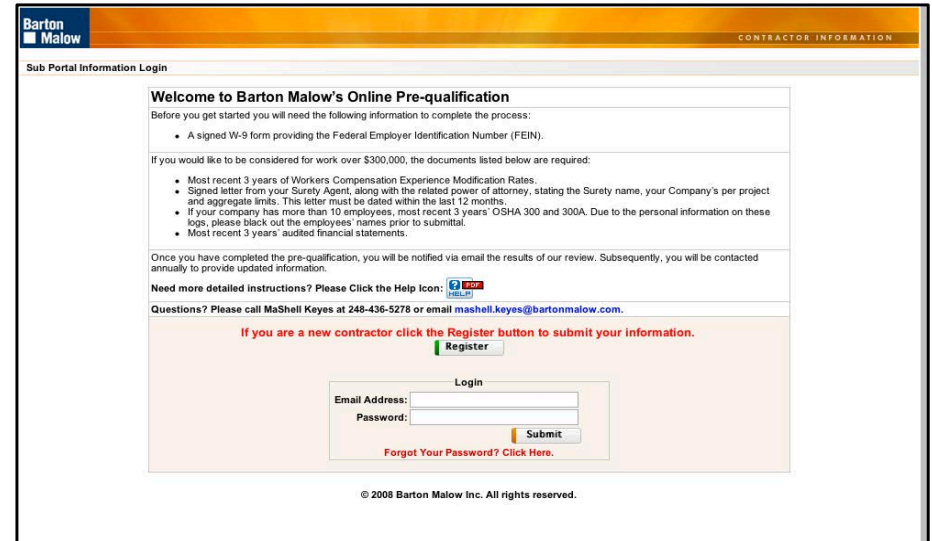 Barton
Malow
CONTRACTOR INFORMATION
Sub Portal Information Login
Welcome to Barton Malow's Online Pre-qualification
Before you get started you will need the following information to complete the process:
• A signed W-9 form providing the Federal Employer Identification Number (FEIN).
If you would like to be considered for work over $300,000, the documents listed below are required:
• Most recent 3 years of Workers Compensation Experience Modification Rates.
• Signed letter from your Surety Agent, along with the related power of attorney, stating the Surety name, your Company's per project
and aggregate limits. This letter must be dated within the last 12 months.
• If your company has more than 10 employees, most recent 3 years' OSHA 300 and 300A. Due to the personal information on these
logs, please black out the employees' names prior to submittal.
• Most recent 3 years' audited financial statements.
Once you have completed the pre-qualification, you will be notified via email the results of our review. Subsequently, you will be contacted
annually to provide updated information.
Need more detailed instructions? Please Click the Help Icon: ? PDF
HELP
Questions? Please call MaShell Keyes at 248-436-5278 or email mashell.keyes@bartonmalow.com.
If you are a new contractor click the Register button to submit your information.
Register
Login
Email Address:
Password:
Submit
Forgot Your Password? Click Here.
© 2008 Barton Malow Inc. All rights reserved.